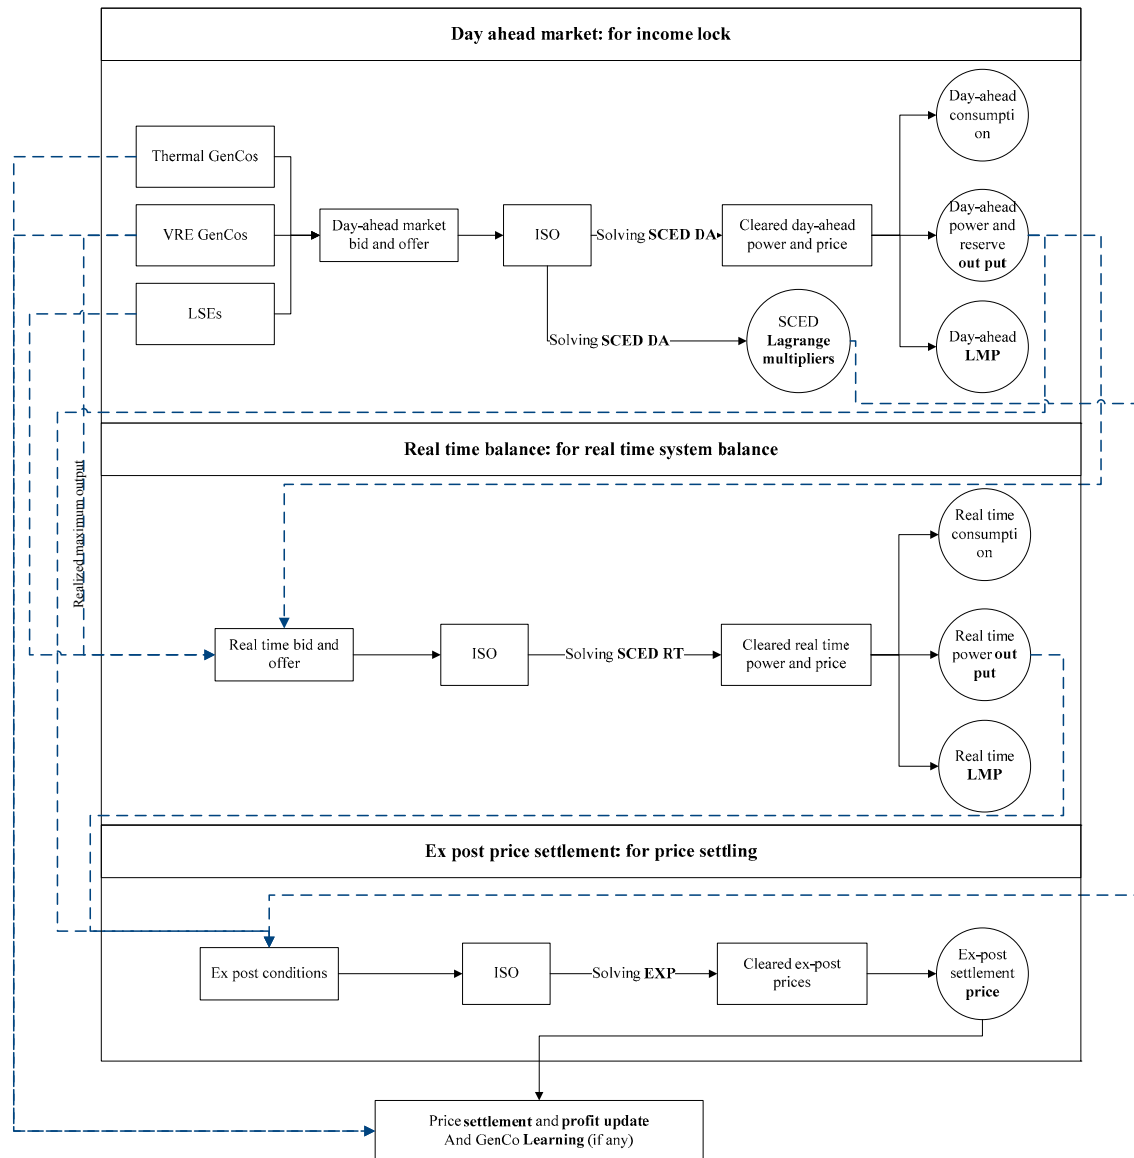 Day ahead market: for income lock
Thermal GenCos
VRE GenCos
LSEs
Day-ahead market
bid and offer
ISO
Solving SCED DA
Cleared day-ahead
power and price
Day-ahead
consumpti
on
Day-ahead
power and
reserve
out put
Day-ahead
LMP
Solving SCED DA
SCED
Lagrange
multipliers
Real time balance: for real time system balance
Realized maximum output
Real time bid and
offer
ISO
Solving SCED RT
Cleared real time
power and price
Real time
consumpti
on
Real time
power out
put
Real time
LMP
Ex post price settlement: for price settling
Ex post conditions
ISO
Solving EXP
Cleared ex-post
prices
Ex-post
settlement
price
Price settlement and profit update
And GenCo Learning (if any)